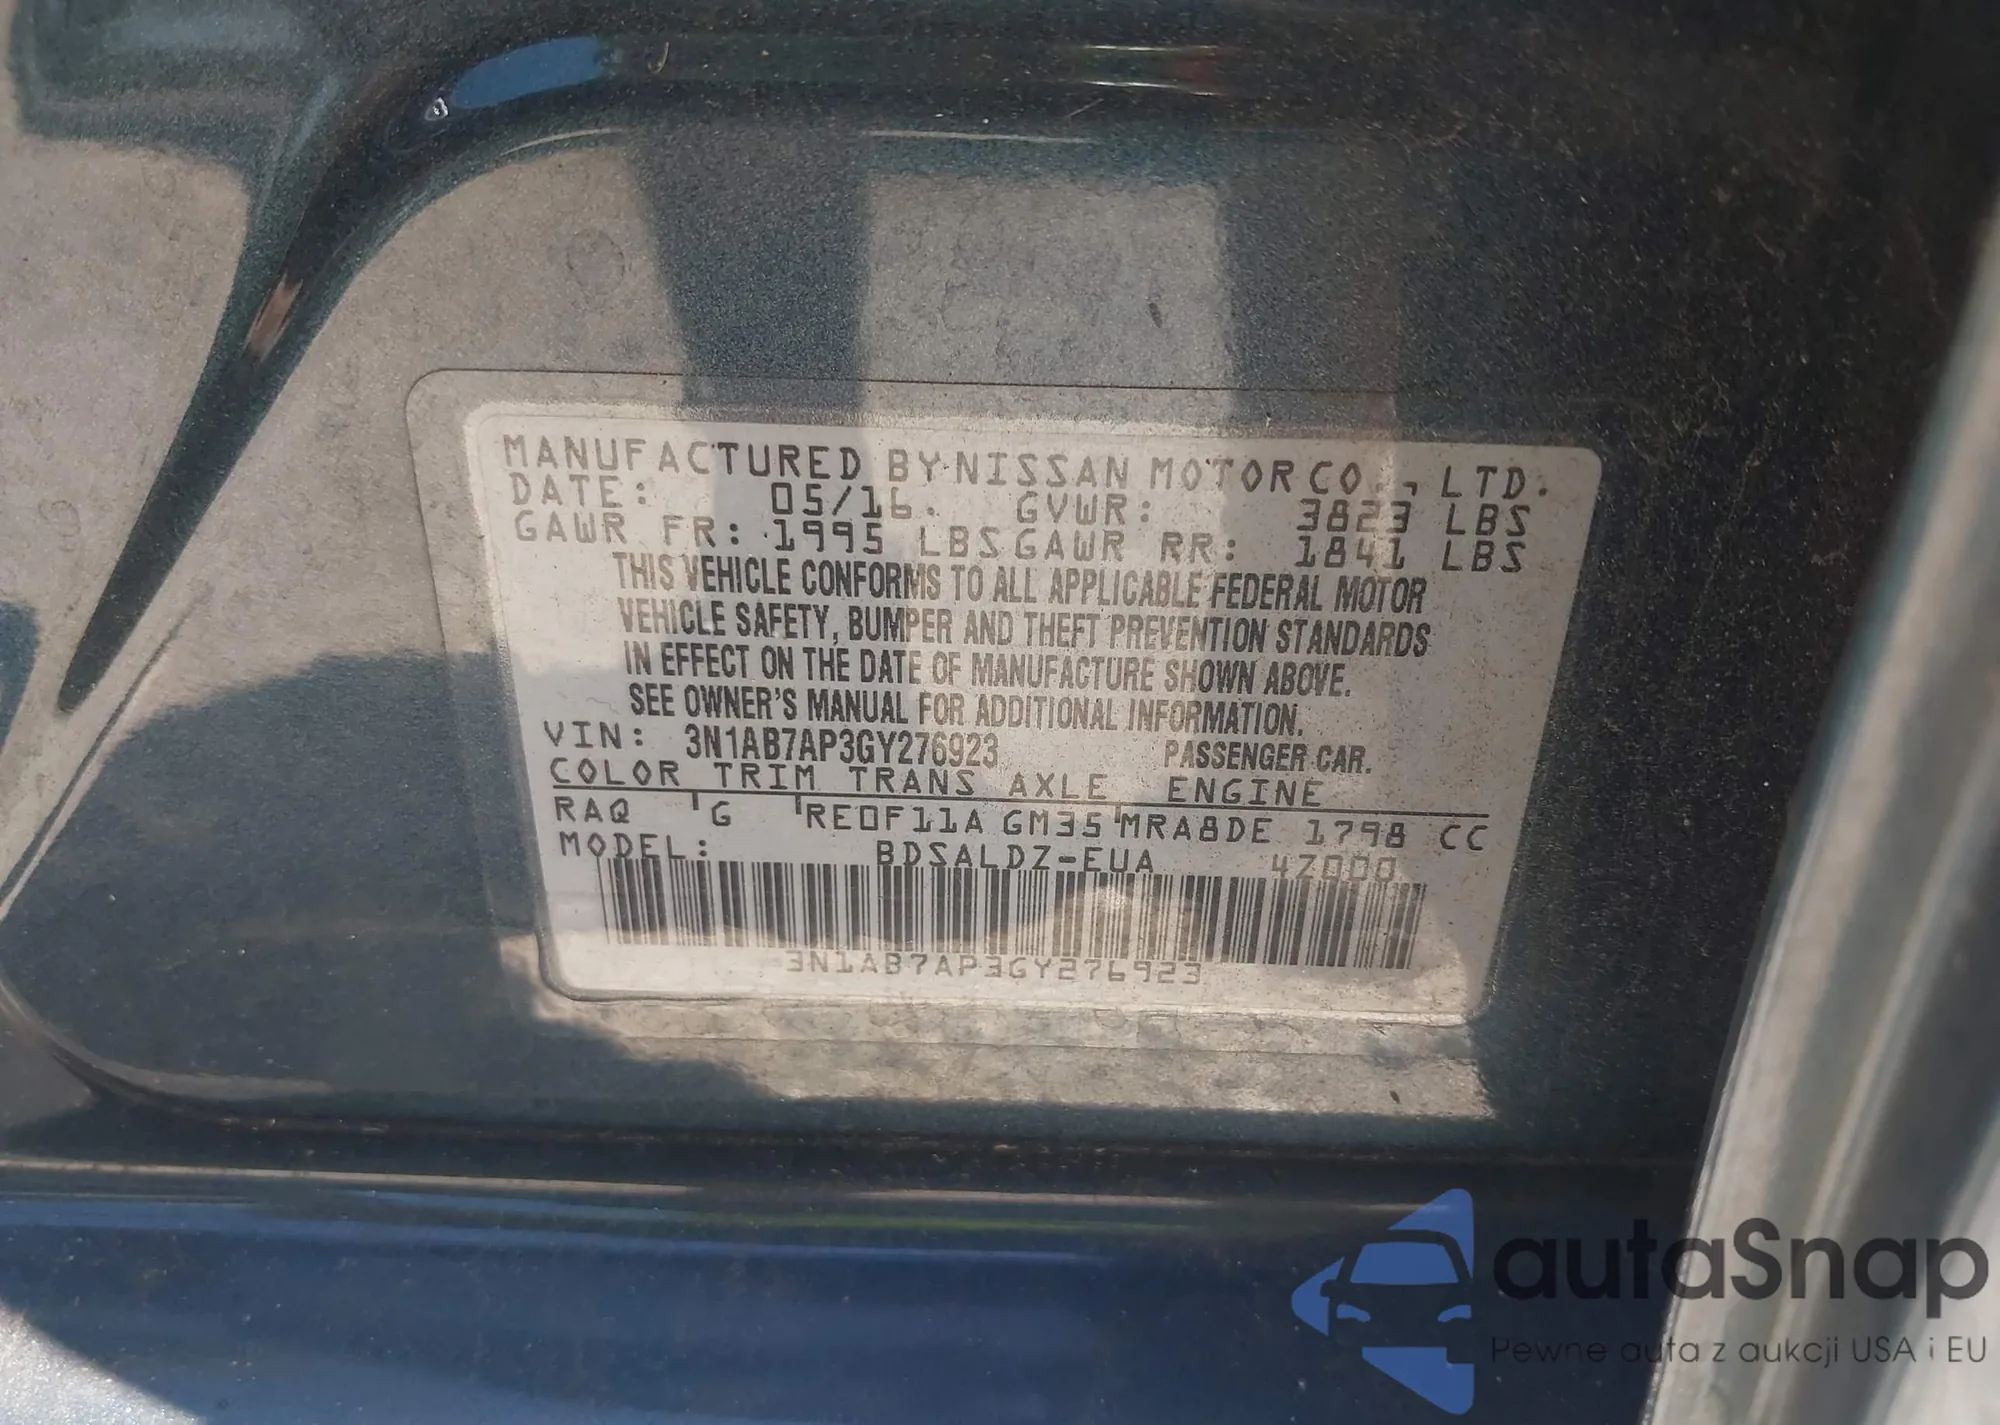 MANUFACTURED BY NISSAN MOTOR CO., LTD.
DATE: 05/16. GVWR: 3823 LBS
GAWR FR: 1995 LBS GAWR RR: 1841 LBS
THIS VEHICLE CONFORMS TO ALL APPLICABLE FEDERAL MOTOR
VEHICLE SAFETY, BUMPER AND THEFT PREVENTION STANDARDS
IN EFFECT ON THE DATE OF MANUFACTURE SHOWN ABOVE.
SEE OWNER'S MANUAL FOR ADDITIONAL INFORMATION.
VIN: 3N1AB7AP3GY276923 PASSENGER CAR.
COLOR TRIM TRANS AXLE ENGINE
RAQ G RE0F11A GM35 MRA8DE 1798 CC
MODEL: BDSALDZ-EUA 4Z000
3N1AB7AP3GY276923
autaSnap
Pewne auta z aukcji USA i EU